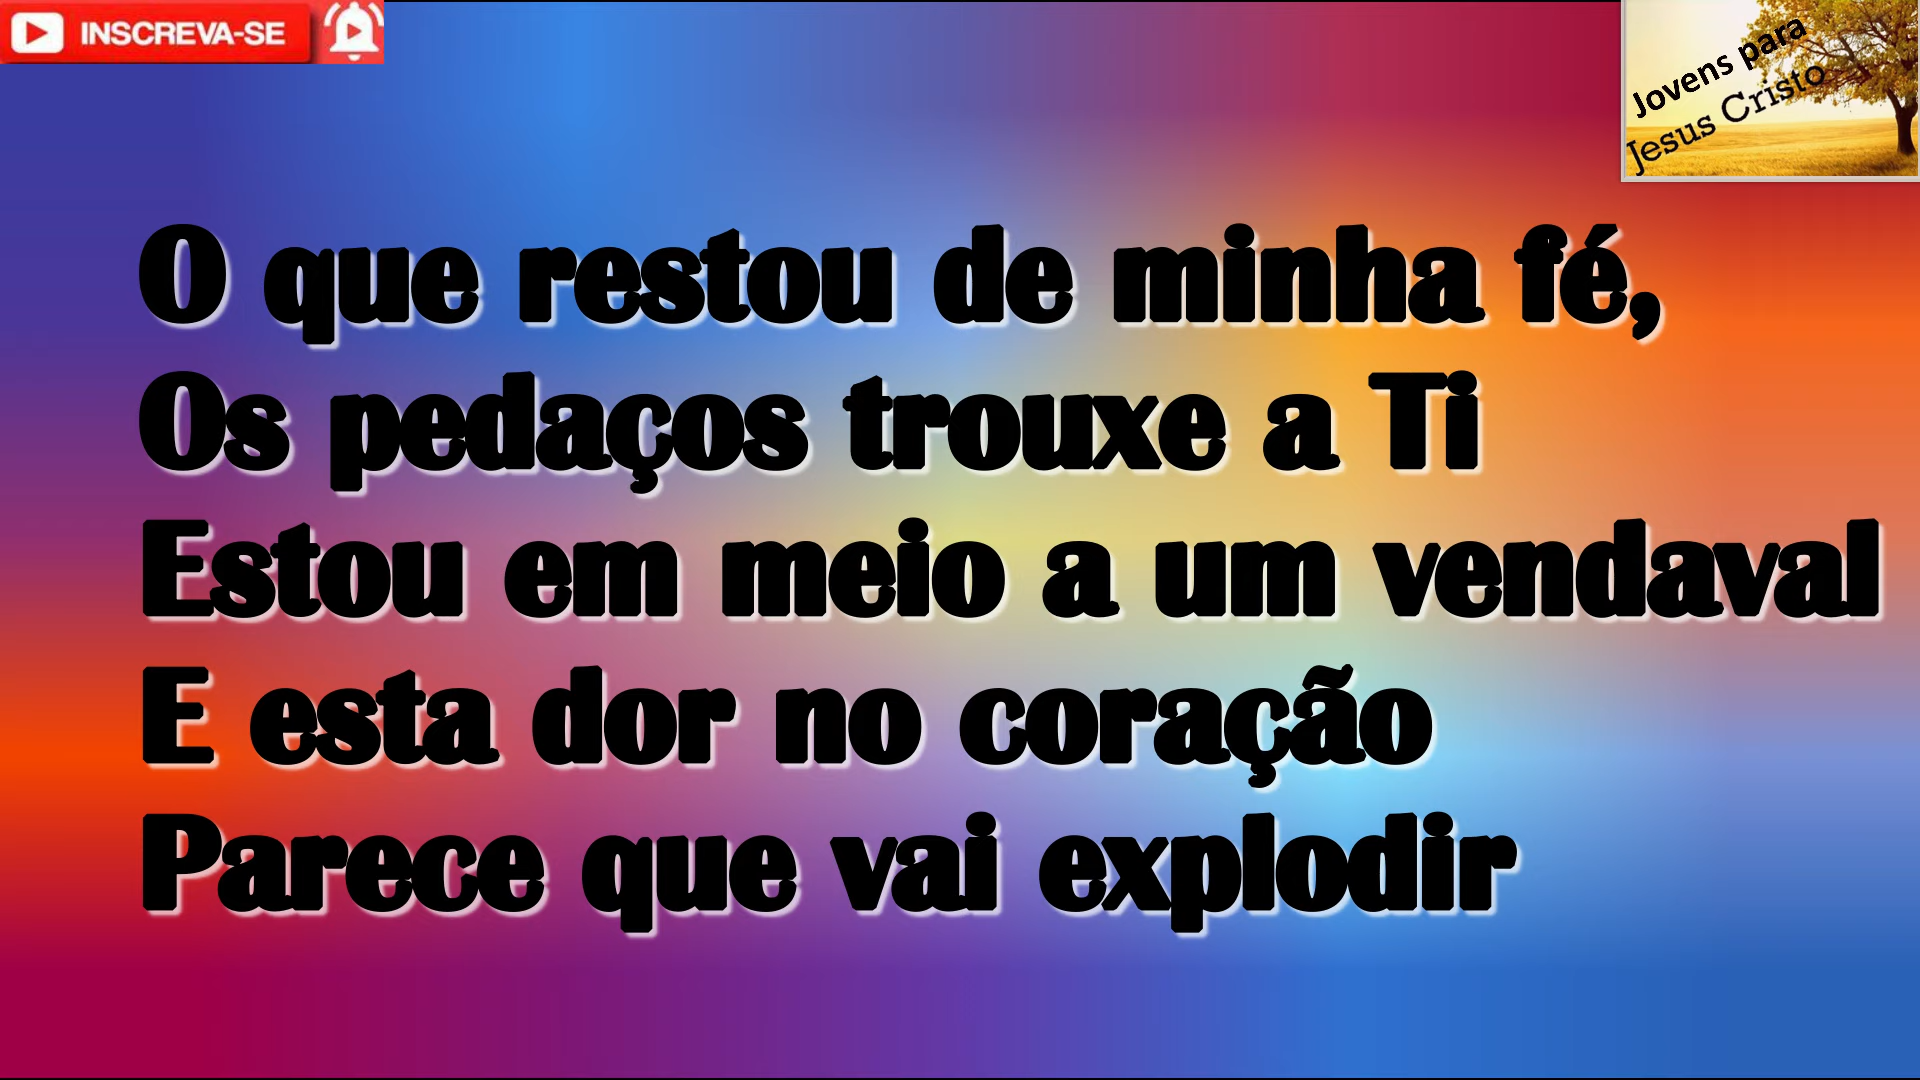 INSCREVA-SE
Jovens para
Jesus Cristo
O que restou de minha fé,
Os pedaços trouxe a Ti
Estou em meio a um vendaval
E esta dor no coração
Parece que vai explodir